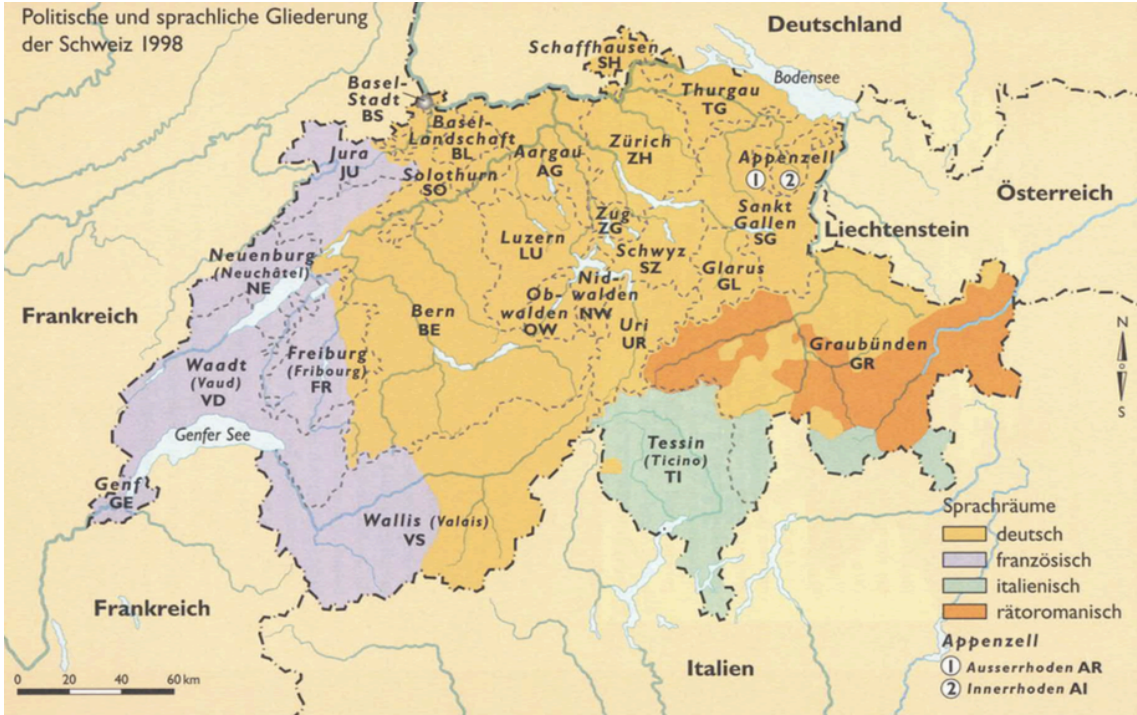 Politische und sprachliche Gliederung
der Schweiz 1998
Deutschland
Schaffhausen
SH
Bodensee
Basel-
Stadt
BS
Thurgau
TG
Basel-
Landschaft
BL
Zürich
ZH
Jura
JU
Aargau
AG
Appenzell
1 2
Solothurn
SO
Österreich
Sankt
Gallen
SG
Zug
ZG
Liechtenstein
Luzern
LU
Schwyz
SZ
Neuenburg
(Neuchâtel)
NE
Glarus
GL
Nid-
walden
NW
Ob-
walden
OW
Frankreich
Bern
BE
Uri
UR
N
O
S
Graubünden
GR
Freiburg
(Fribourg)
FR
Waadt
(Vaud)
VD
Genfer See
Tessin
(Ticino)
TI
Genf
GE
Wallis (Valais)
VS
Sprachräume
deutsch
französisch
italienisch
rätoromanisch
Appenzell
1 Ausserrhoden AR
2 Innerrhoden AI
Frankreich
Italien
0 20 40 60 km